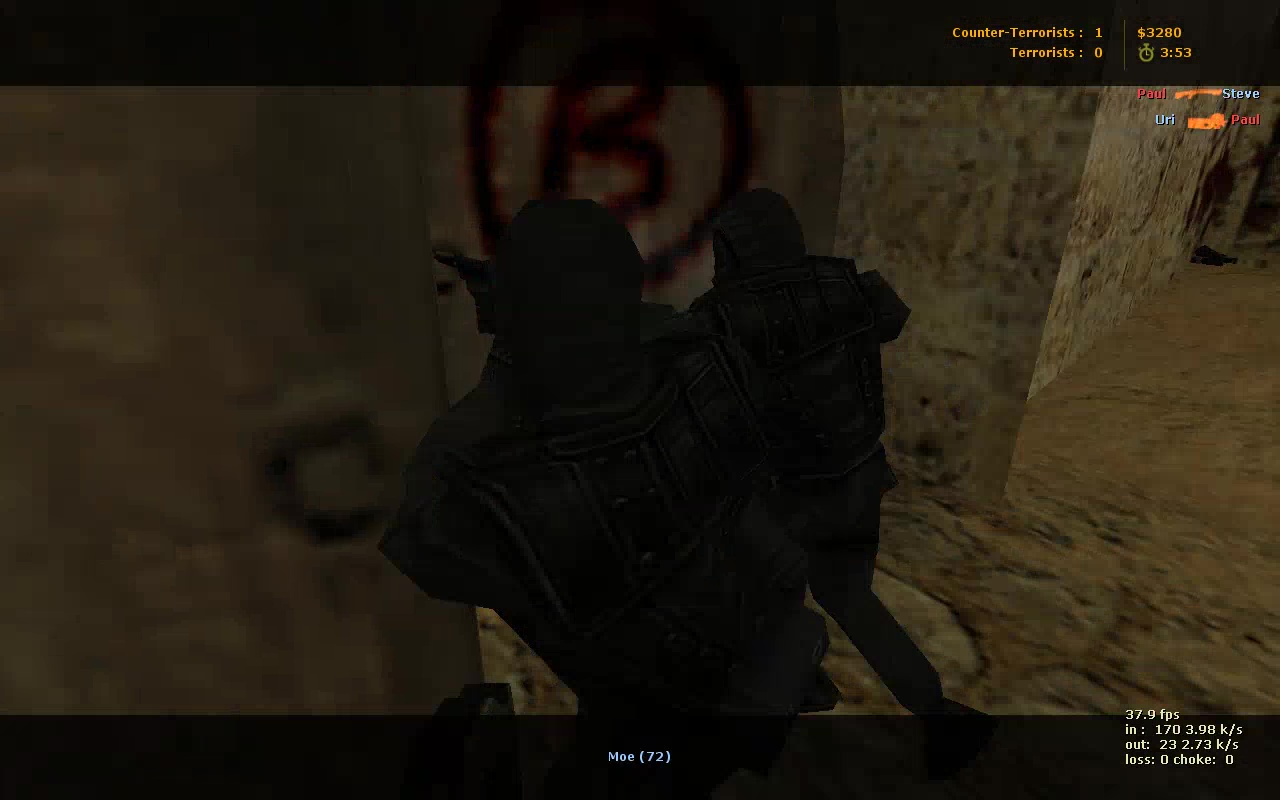 Counter-Terrorists : 1
Terrorists : 0
$3280
3:53
Paul Steve
Uri Paul
B
37.9 fps
in : 170 3.98 k/s
out: 23 2.73 k/s
loss: 0 choke: 0
Moe (72)